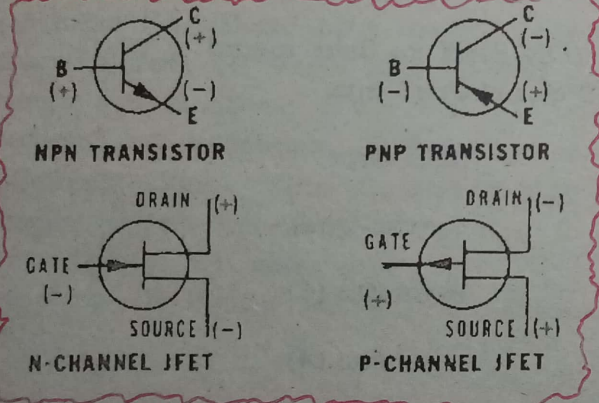 C
(+)
B
(+)
(-)
E
NPN TRANSISTOR
C
(-)
B
(-)
(+)
E
PNP TRANSISTOR
DRAIN (+)
GATE
(-)
SOURCE (-)
N-CHANNEL JFET
DRAIN (-)
GATE
(+)
SOURCE (+)
P-CHANNEL JFET